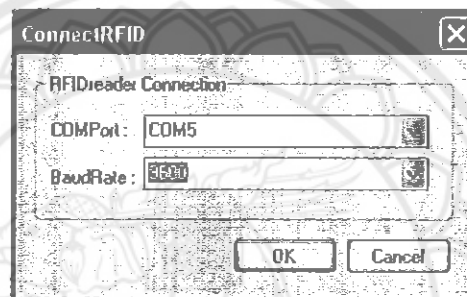 ConnectRFID
RFIDreader Connection
COMPort: COM5
BaudRate: 9600
OK Cancel